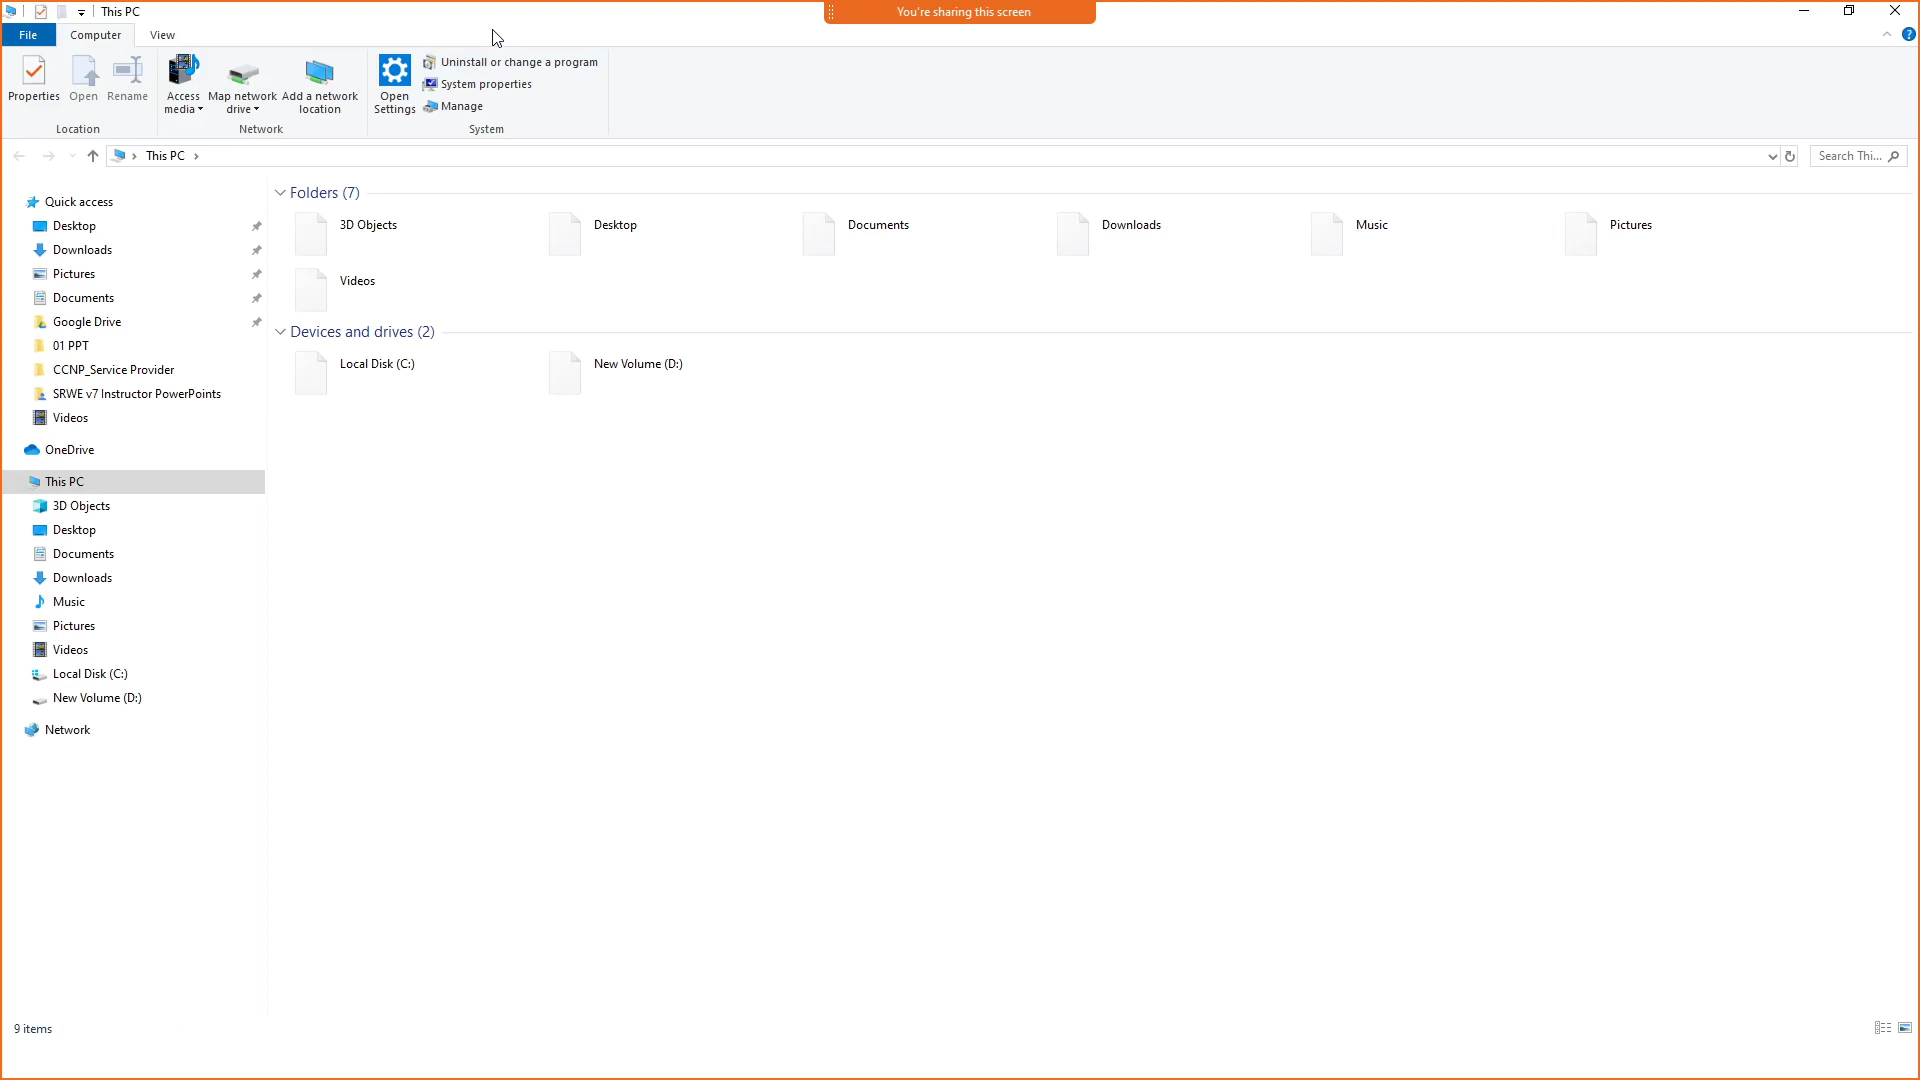 This PC
You're sharing this screen
File
Computer
View
Properties
Open
Rename
Access
media
Map network
drive
Add a network
location
Open
Settings
Uninstall or change a program
System properties
Manage
Location
Network
System
This PC
Search Thi...
Quick access
Desktop
Downloads
Pictures
Documents
Google Drive
01 PPT
CCNP_Service Provider
SRWE v7 Instructor PowerPoints
Videos
OneDrive
This PC
3D Objects
Desktop
Documents
Downloads
Music
Pictures
Videos
Local Disk (C:)
New Volume (D:)
Network
Folders (7)
3D Objects
Desktop
Documents
Downloads
Music
Pictures
Videos
Devices and drives (2)
Local Disk (C:)
New Volume (D:)
9 items